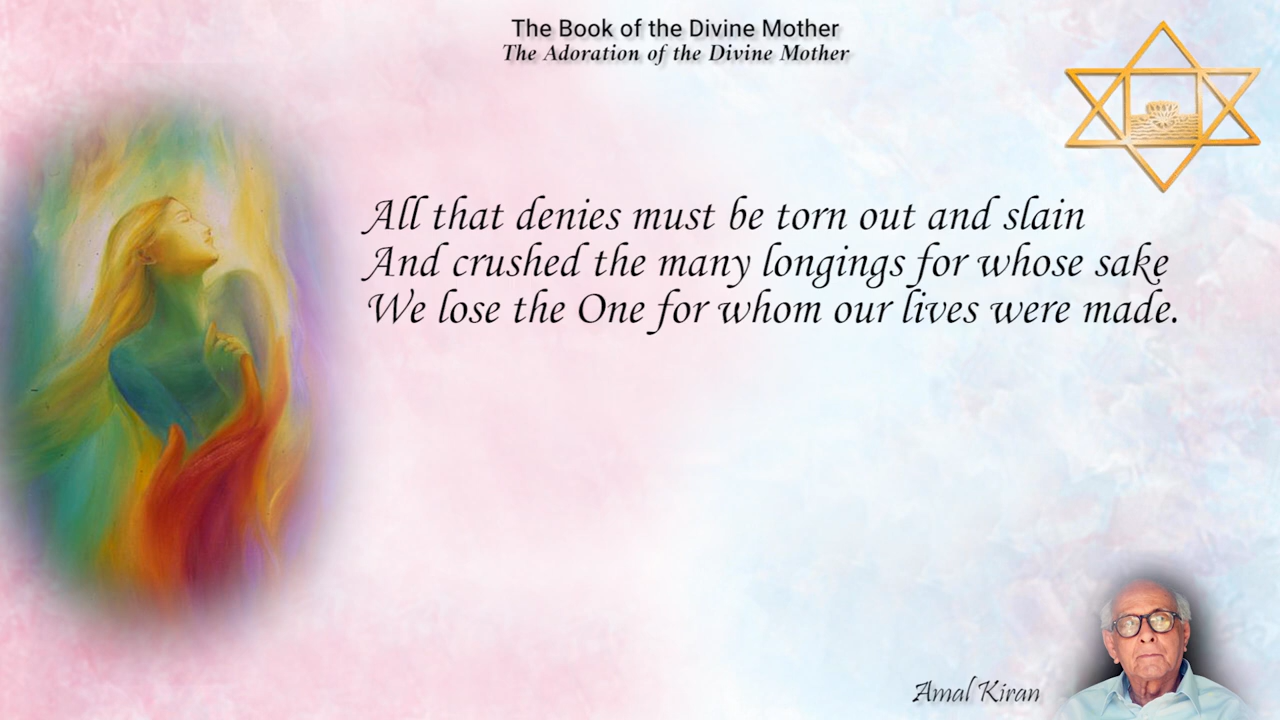 The Book of the Divine Mother
The Adoration of the Divine Mother
All that denies must be torn out and slain
And crushed the many longings for whose sake
We lose the One for whom our lives were made.
Amal Kiran